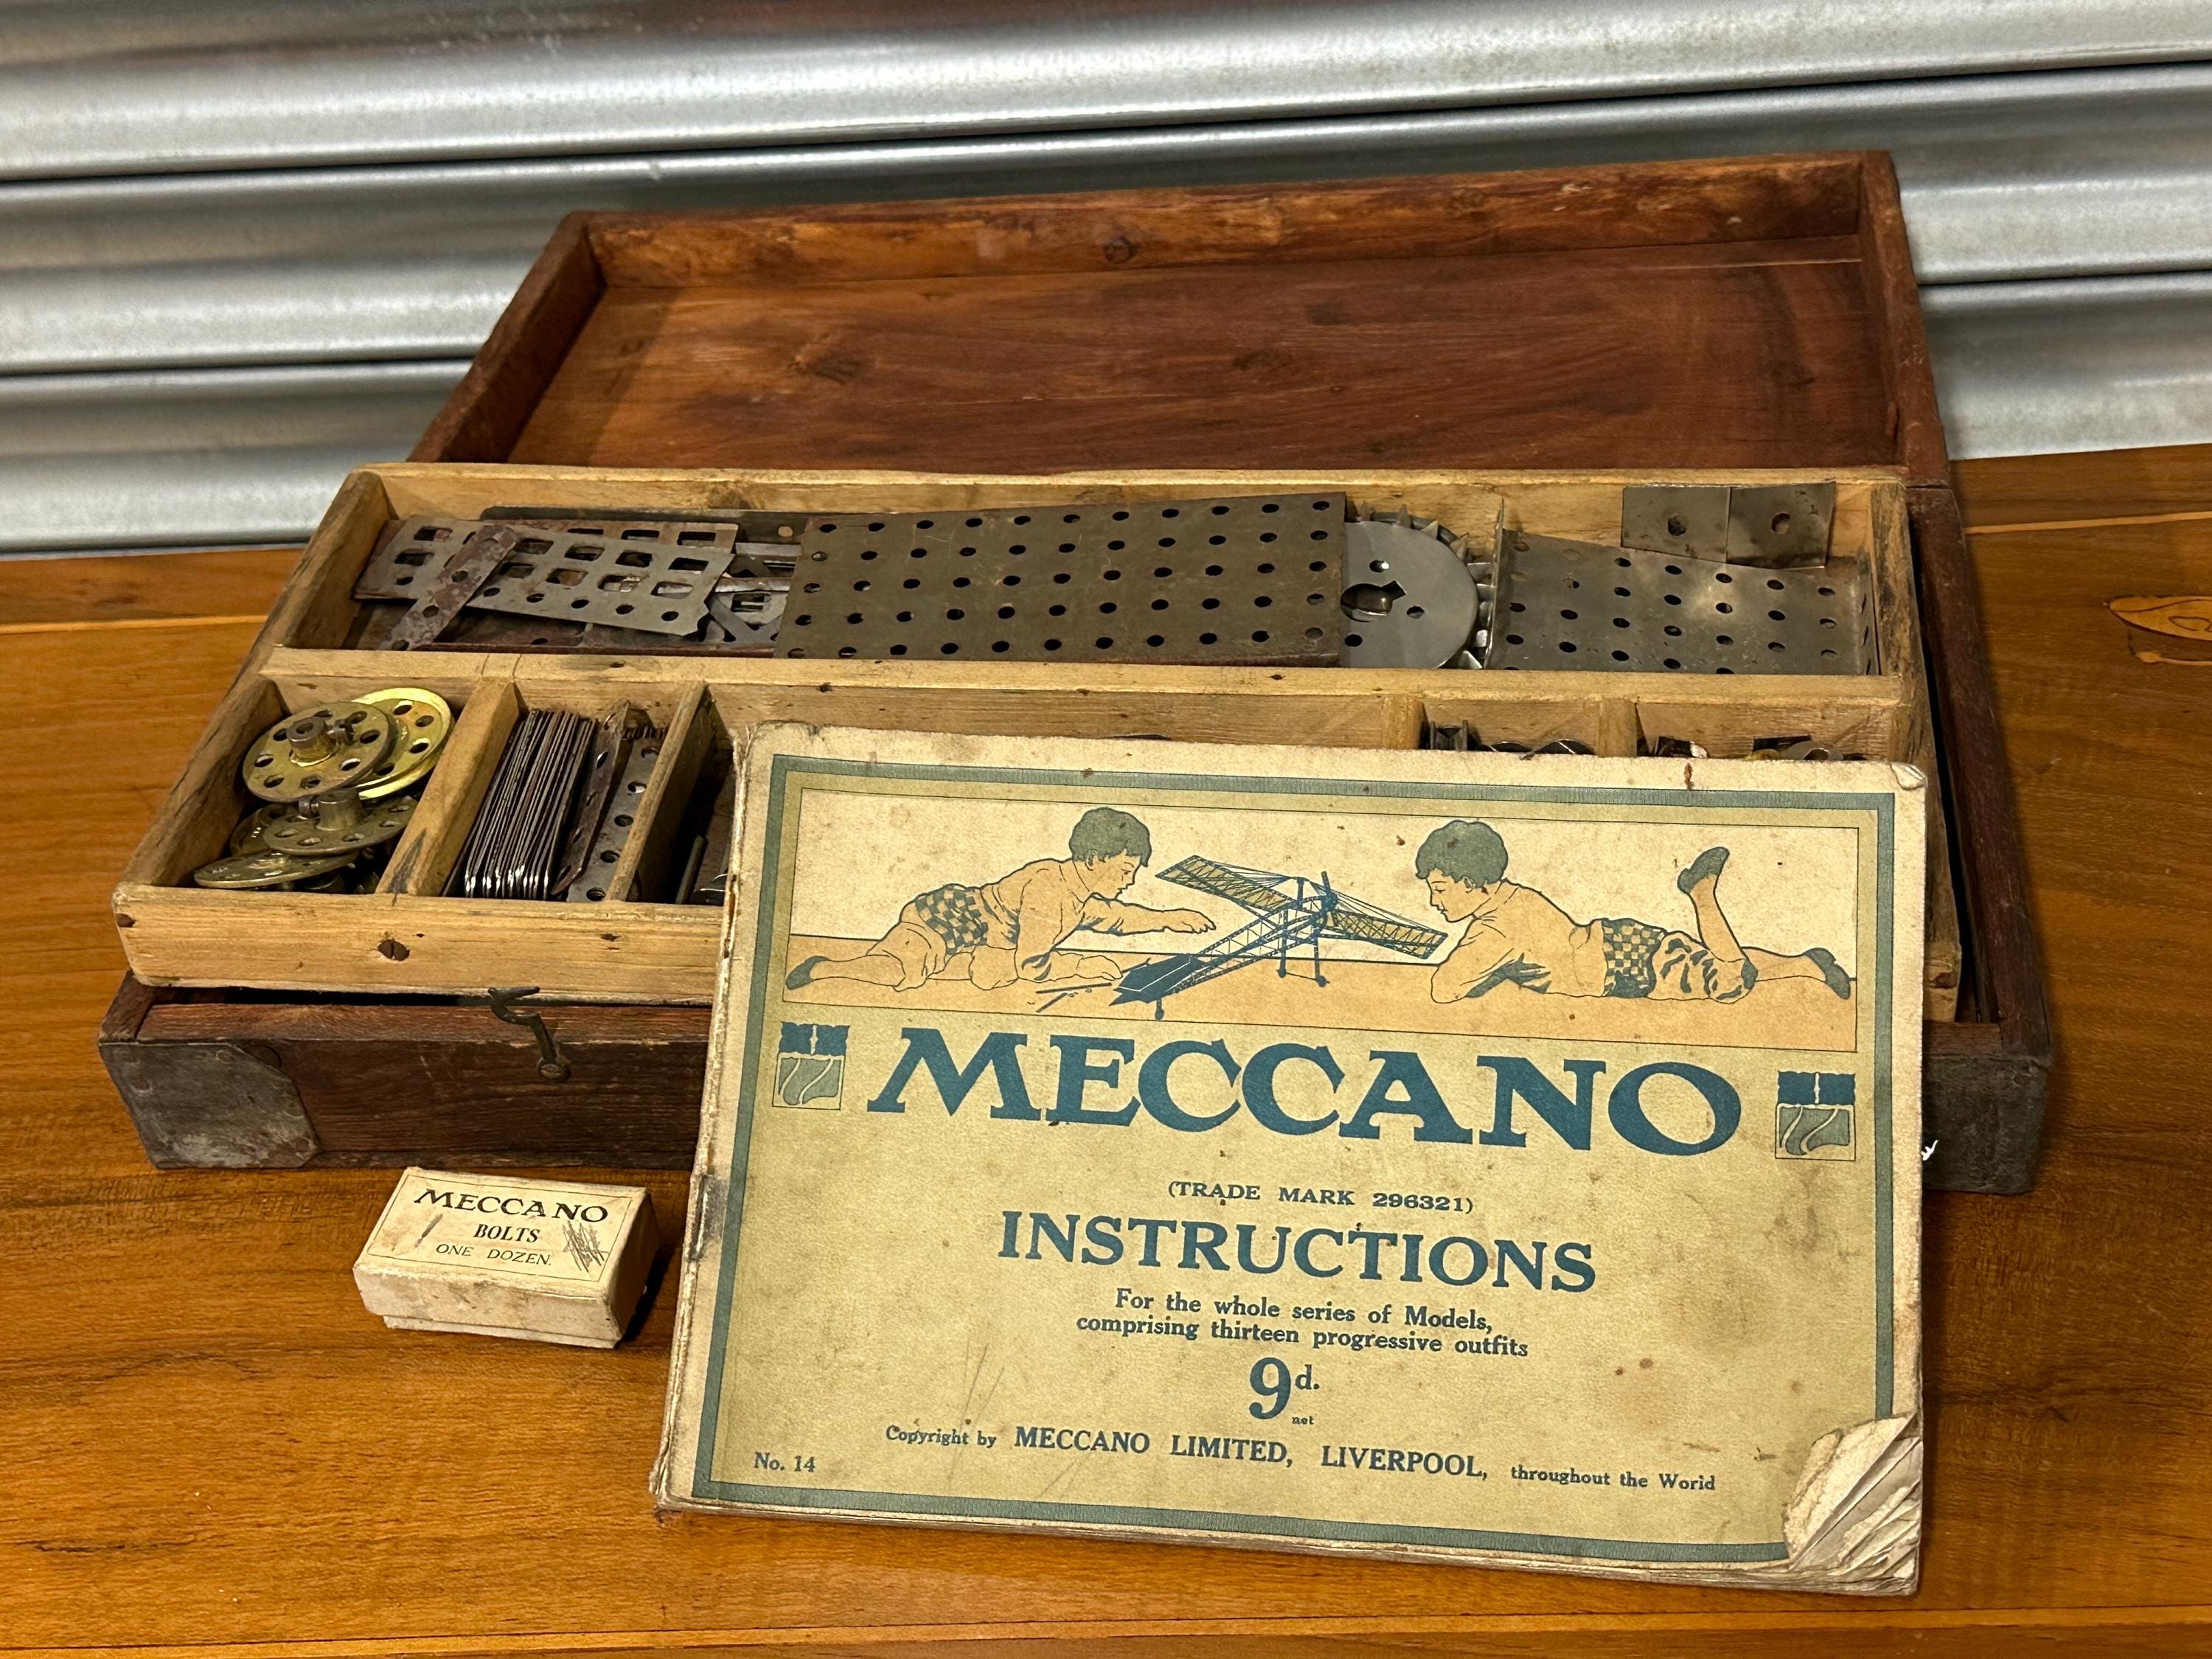 MECCANO
BOLTS
ONE DOZEN.
MECCANO
(TRADE MARK 296321)
INSTRUCTIONS
For the whole series of Models,
comprising thirteen progressive outfits
9d.
net
Copyright by MECCANO LIMITED, LIVERPOOL, throughout the World
No. 14